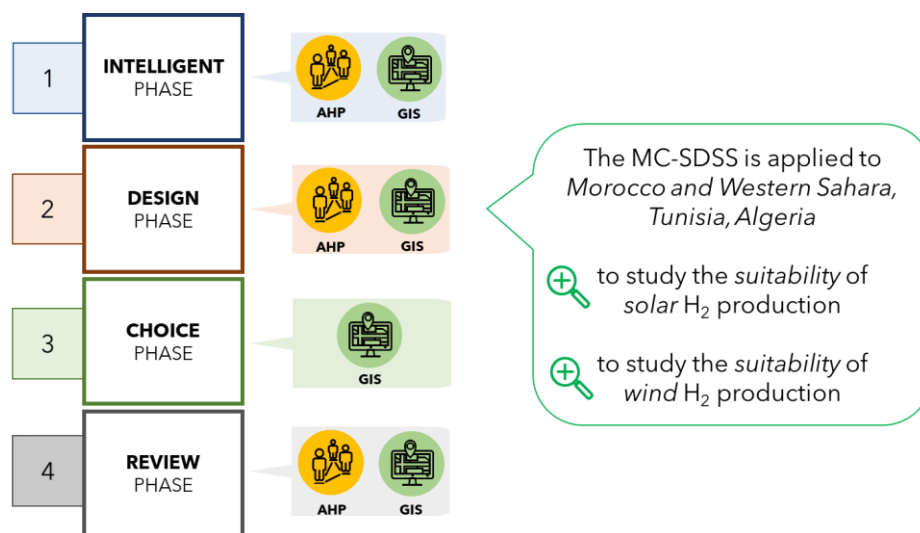 1
INTELLIGENT
PHASE
AHP
GIS
2
DESIGN
PHASE
AHP
GIS
3
CHOICE
PHASE
GIS
4
REVIEW
PHASE
AHP
GIS
The MC-SDSS is applied to
Morocco and Western Sahara,
Tunisia, Algeria
to study the suitability of
solar H₂ production
to study the suitability of
wind H₂ production